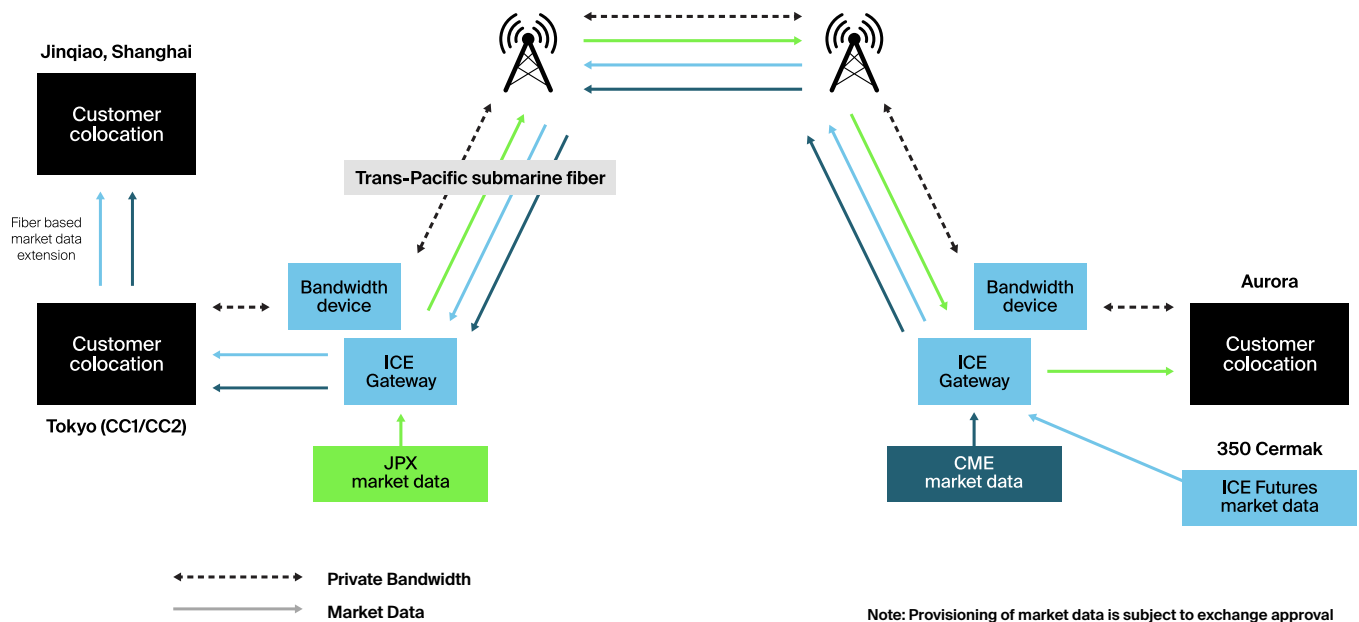 Jinqiao, Shanghai
Customer
colocation
Trans-Pacific submarine fiber
Fiber based
market data
extension
Bandwidth
device
Customer
colocation
ICE
Gateway
Tokyo (CC1/CC2)
JPX
market data
Bandwidth
device
Aurora
Customer
colocation
ICE
Gateway
CME
market data
350 Cermak
ICE Futures
market data
Private Bandwidth
Market Data
Note: Provisioning of market data is subject to exchange approval